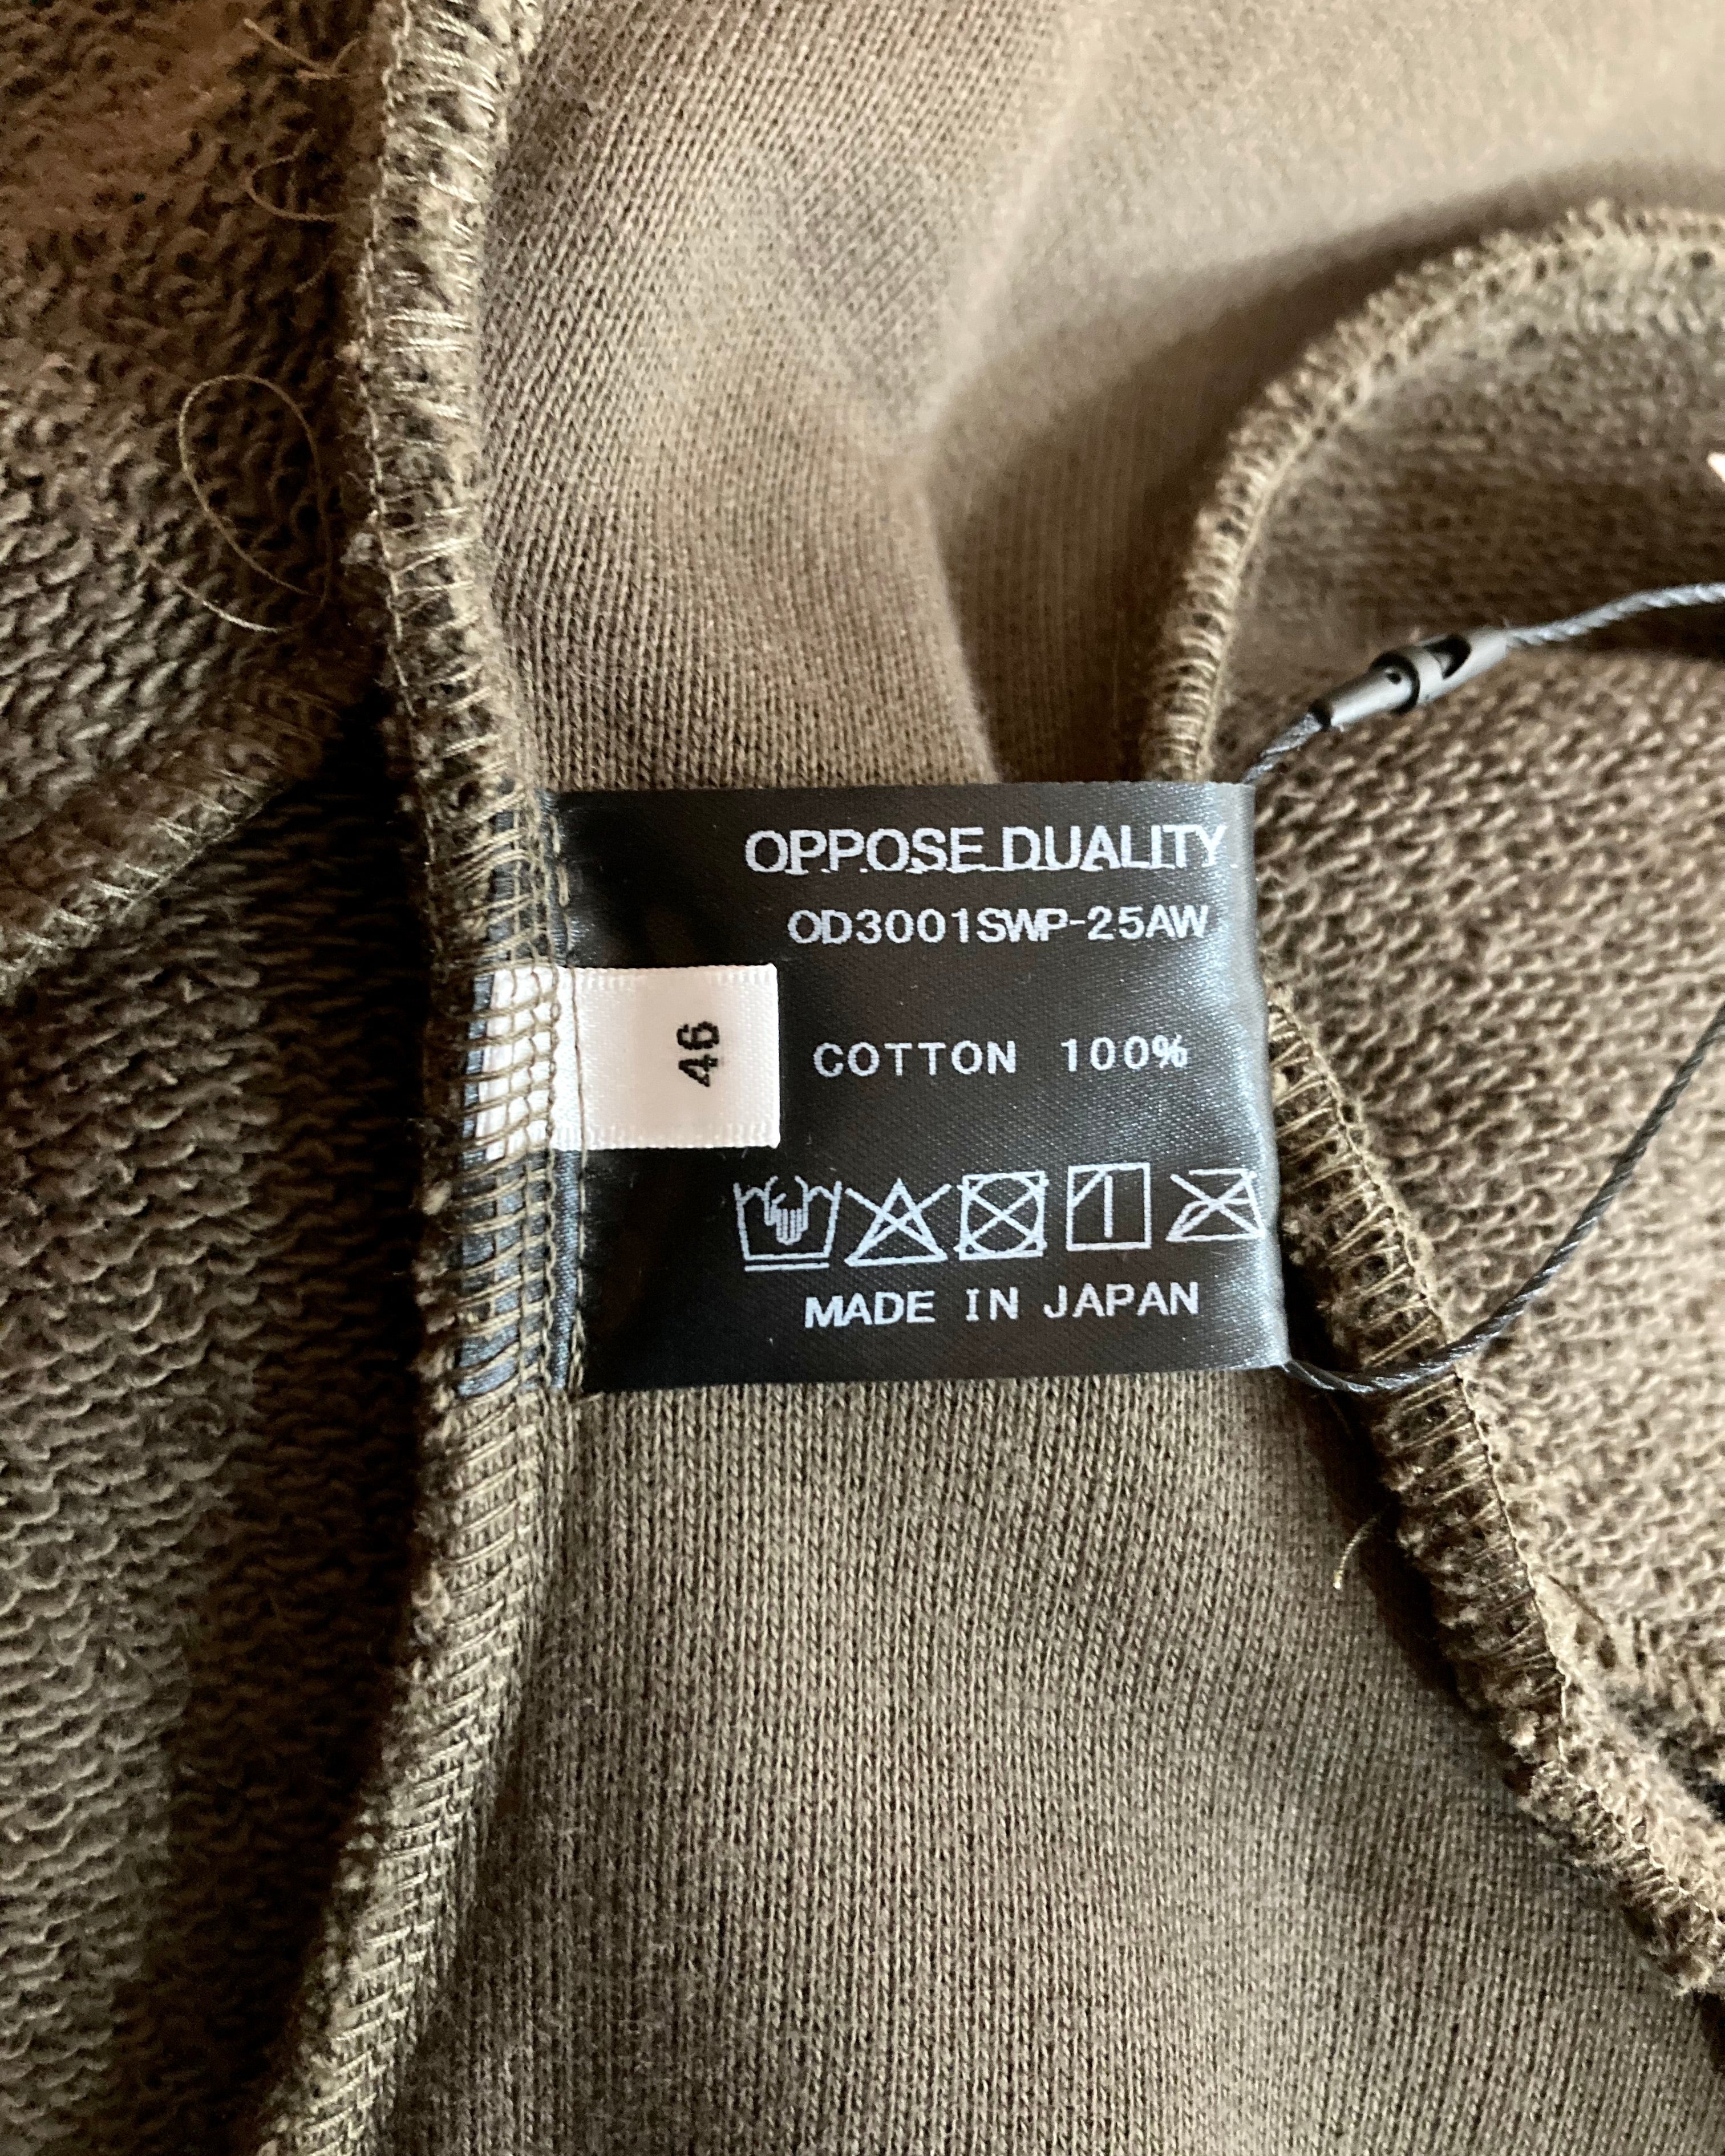 OPPOSE DUALITY
OD3001SWP-25AW
46
COTTON 100%
MADE IN JAPAN